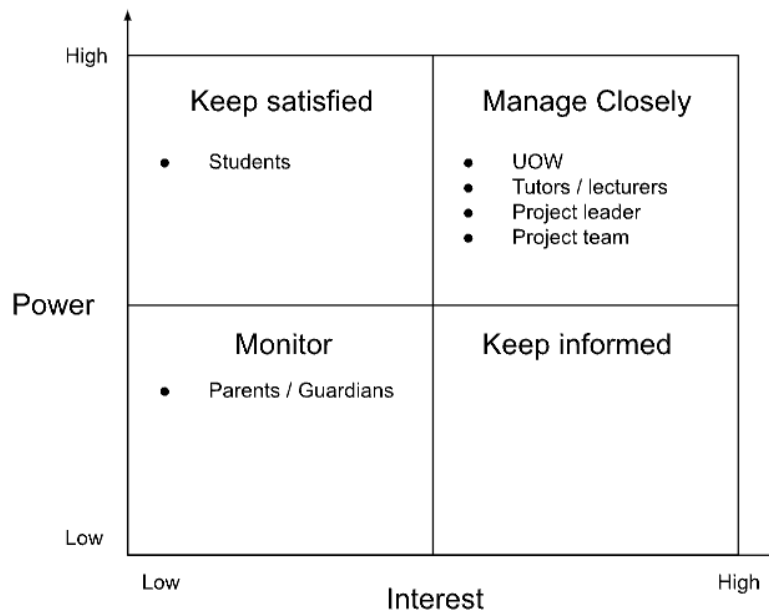 High
Keep satisfied
Manage Closely
Students
UOW
Tutors / lecturers
Project leader
Project team
Power
Monitor
Keep informed
Parents / Guardians
Low
Low
High
Interest